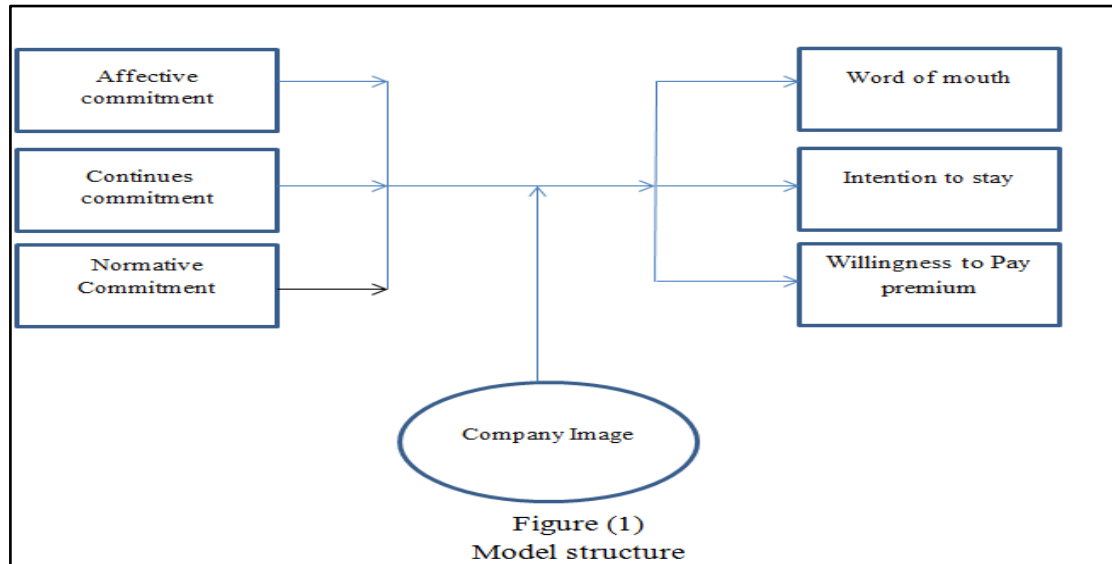 Affective
commitment
Continues
commitment
Normative
Commitment
Word of mouth
Intention to stay
Willingness to Pay
premium
Company Image
Figure (1)
Model structure